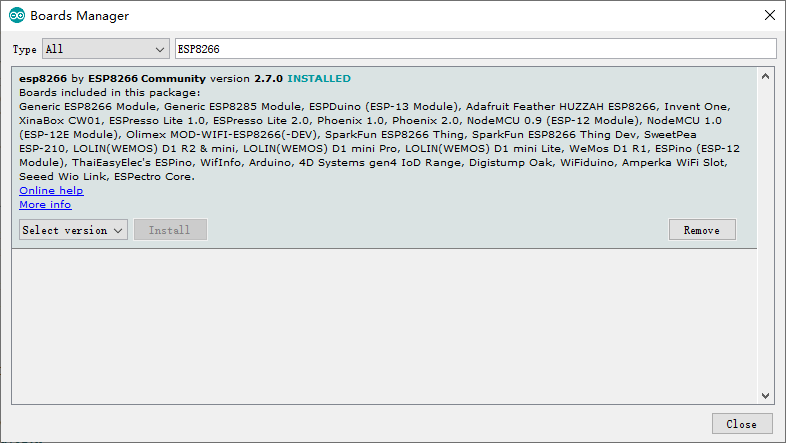 Boards Manager
Type All ESP8266
esp8266 by ESP8266 Community version 2.7.0 INSTALLED
Boards included in this package:
Generic ESP8266 Module, Generic ESP8285 Module, ESPDuino (ESP-13 Module), Adafruit Feather HUZZAH ESP8266, Invent One,
XinaBox CW01, ESPresso Lite 1.0, ESPresso Lite 2.0, Phoenix 1.0, Phoenix 2.0, NodeMCU 0.9 (ESP-12 Module), NodeMCU 1.0
(ESP-12E Module), Olimex MOD-WIFI-ESP8266(-DEV), SparkFun ESP8266 Thing, SparkFun ESP8266 Thing Dev, SweetPea
ESP-210, LOLIN(WEMOS) D1 R2 & mini, LOLIN(WEMOS) D1 mini Pro, LOLIN(WEMOS) D1 mini Lite, WeMos D1 R1, ESPino (ESP-12
Module), ThaiEasyElec's ESPino, WifInfo, Arduino, 4D Systems gen4 IoD Range, Digistump Oak, WiFiduino, Amperka WiFi Slot,
Seeed Wio Link, ESPectro Core.
Online help
More info
Select version Install Remove
Close